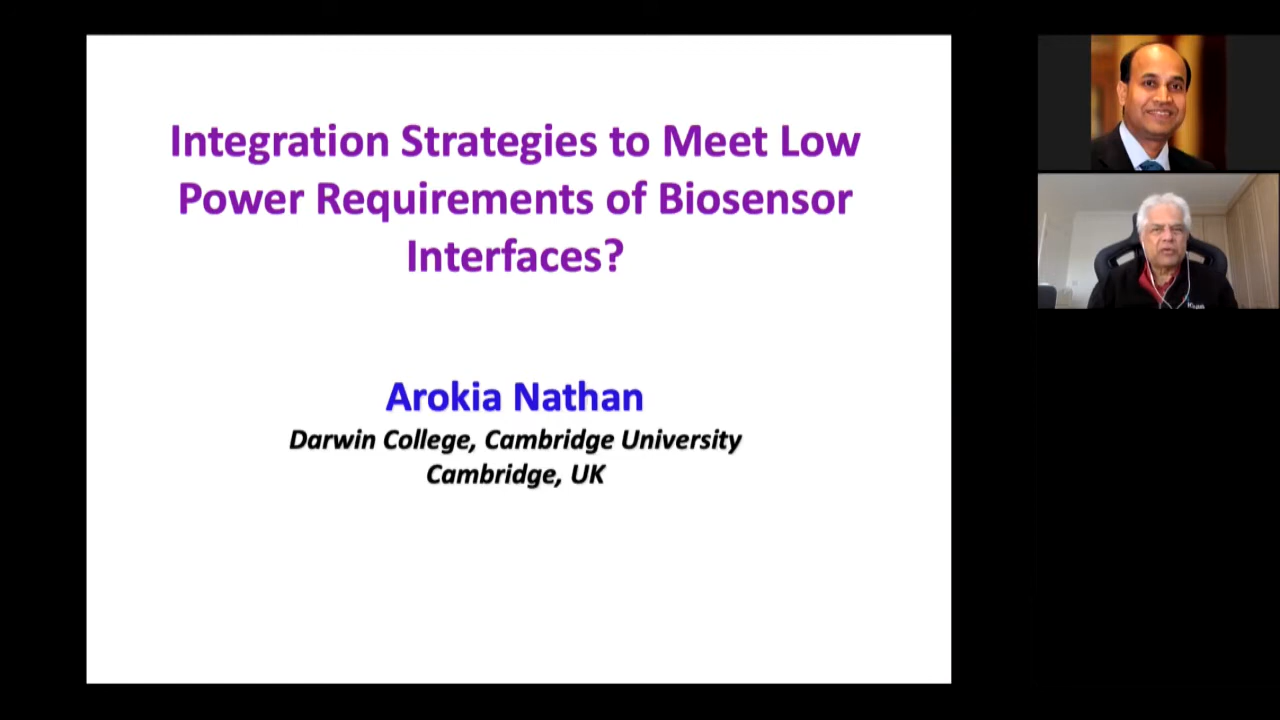 Integration Strategies to Meet Low
Power Requirements of Biosensor
Interfaces?
Arokia Nathan
Darwin College, Cambridge University
Cambridge, UK